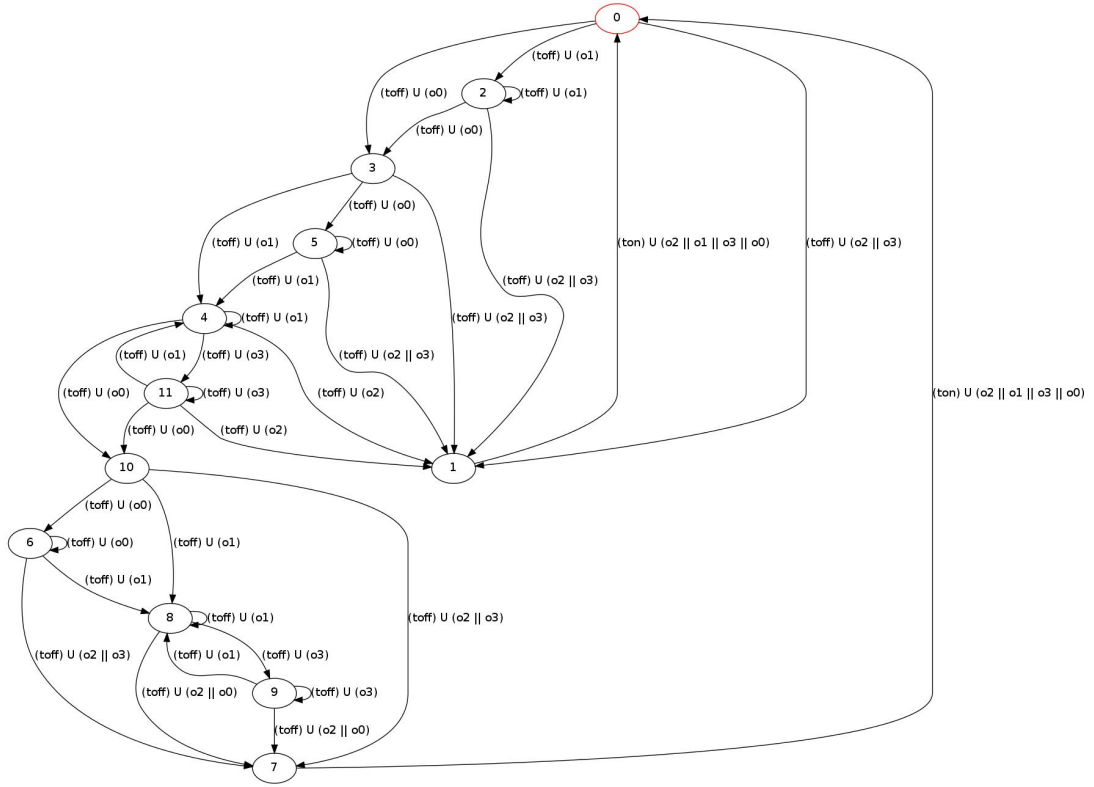 0
(toff) U (o1)
(toff) U (o0)
2
(toff) U (o1)
(toff) U (o0)
3
(toff) U (o0)
(toff) U (o1)
5
(toff) U (o0)
(ton) U (o2 || o1 || o3 || o0)
(toff) U (o2 || o3)
(toff) U (o1)
(toff) U (o2 || o3)
4
(toff) U (o1)
(toff) U (o2 || o3)
(toff) U (o1)
(toff) U (o3)
(toff) U (o2 || o3)
(toff) U (o0)
11
(toff) U (o3)
(toff) U (o2)
(ton) U (o2 || o1 || o3 || o0)
(toff) U (o0)
(toff) U (o2)
10
1
(toff) U (o0)
6
(toff) U (o0)
(toff) U (o1)
(toff) U (o1)
8
(toff) U (o1)
(toff) U (o2 || o3)
(toff) U (o2 || o3)
(toff) U (o1)
(toff) U (o3)
(toff) U (o2 || o0)
9
(toff) U (o3)
(toff) U (o2 || o0)
7